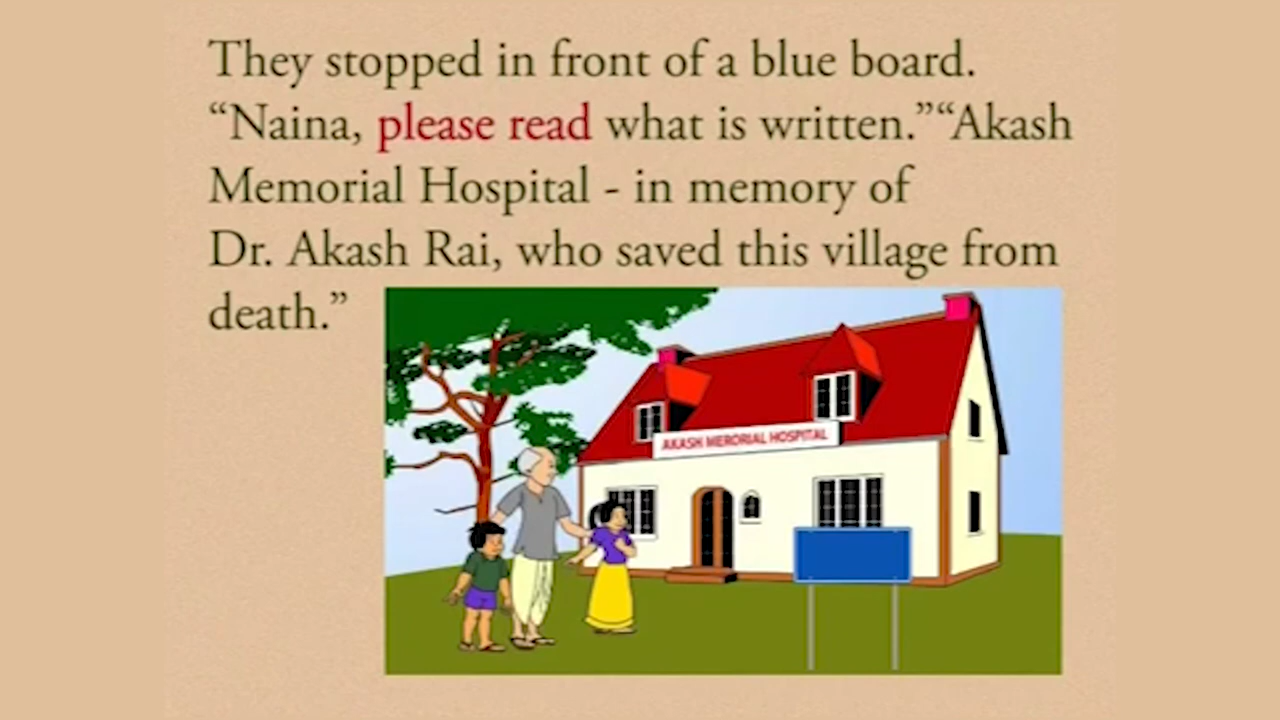 They stopped in front of a blue board.
“Naina, please read what is written.”“Akash
Memorial Hospital - in memory of
Dr. Akash Rai, who saved this village from
death.”
AKASH MERORIAL HOSPITAL